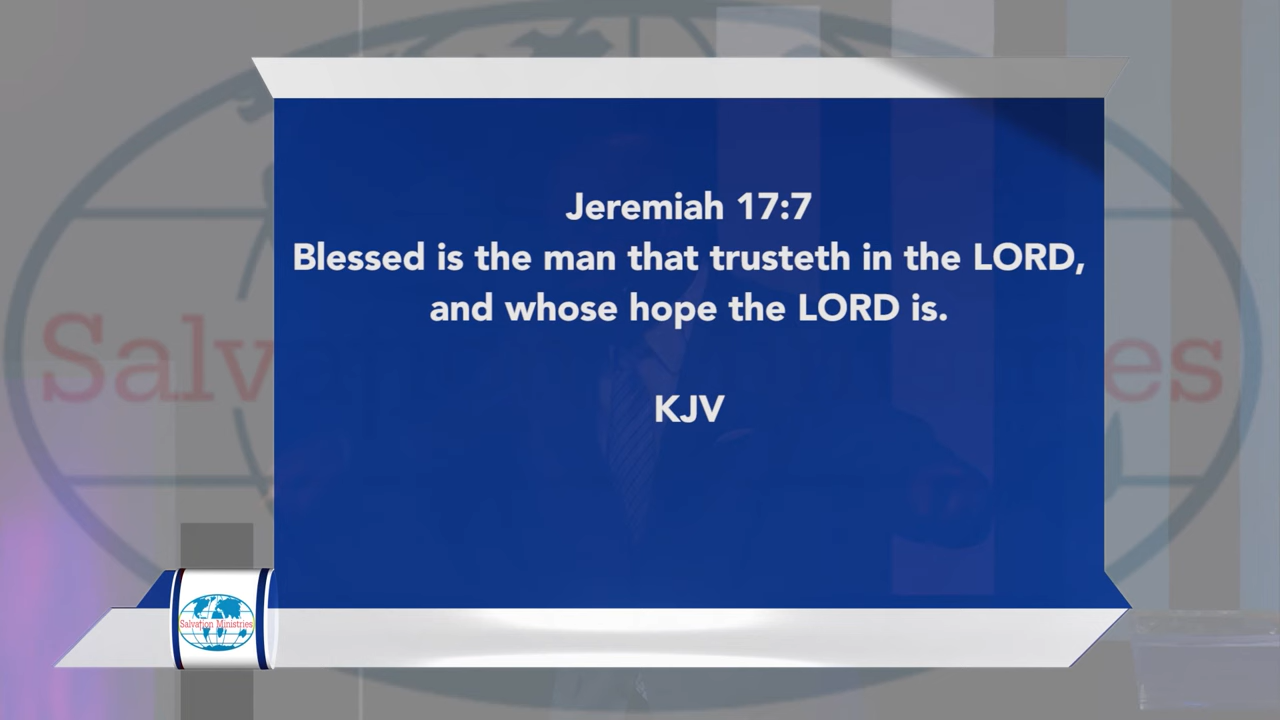 Jeremiah 17:7
Blessed is the man that trusteth in the LORD,
and whose hope the LORD is.
KJV
Salvation Ministries